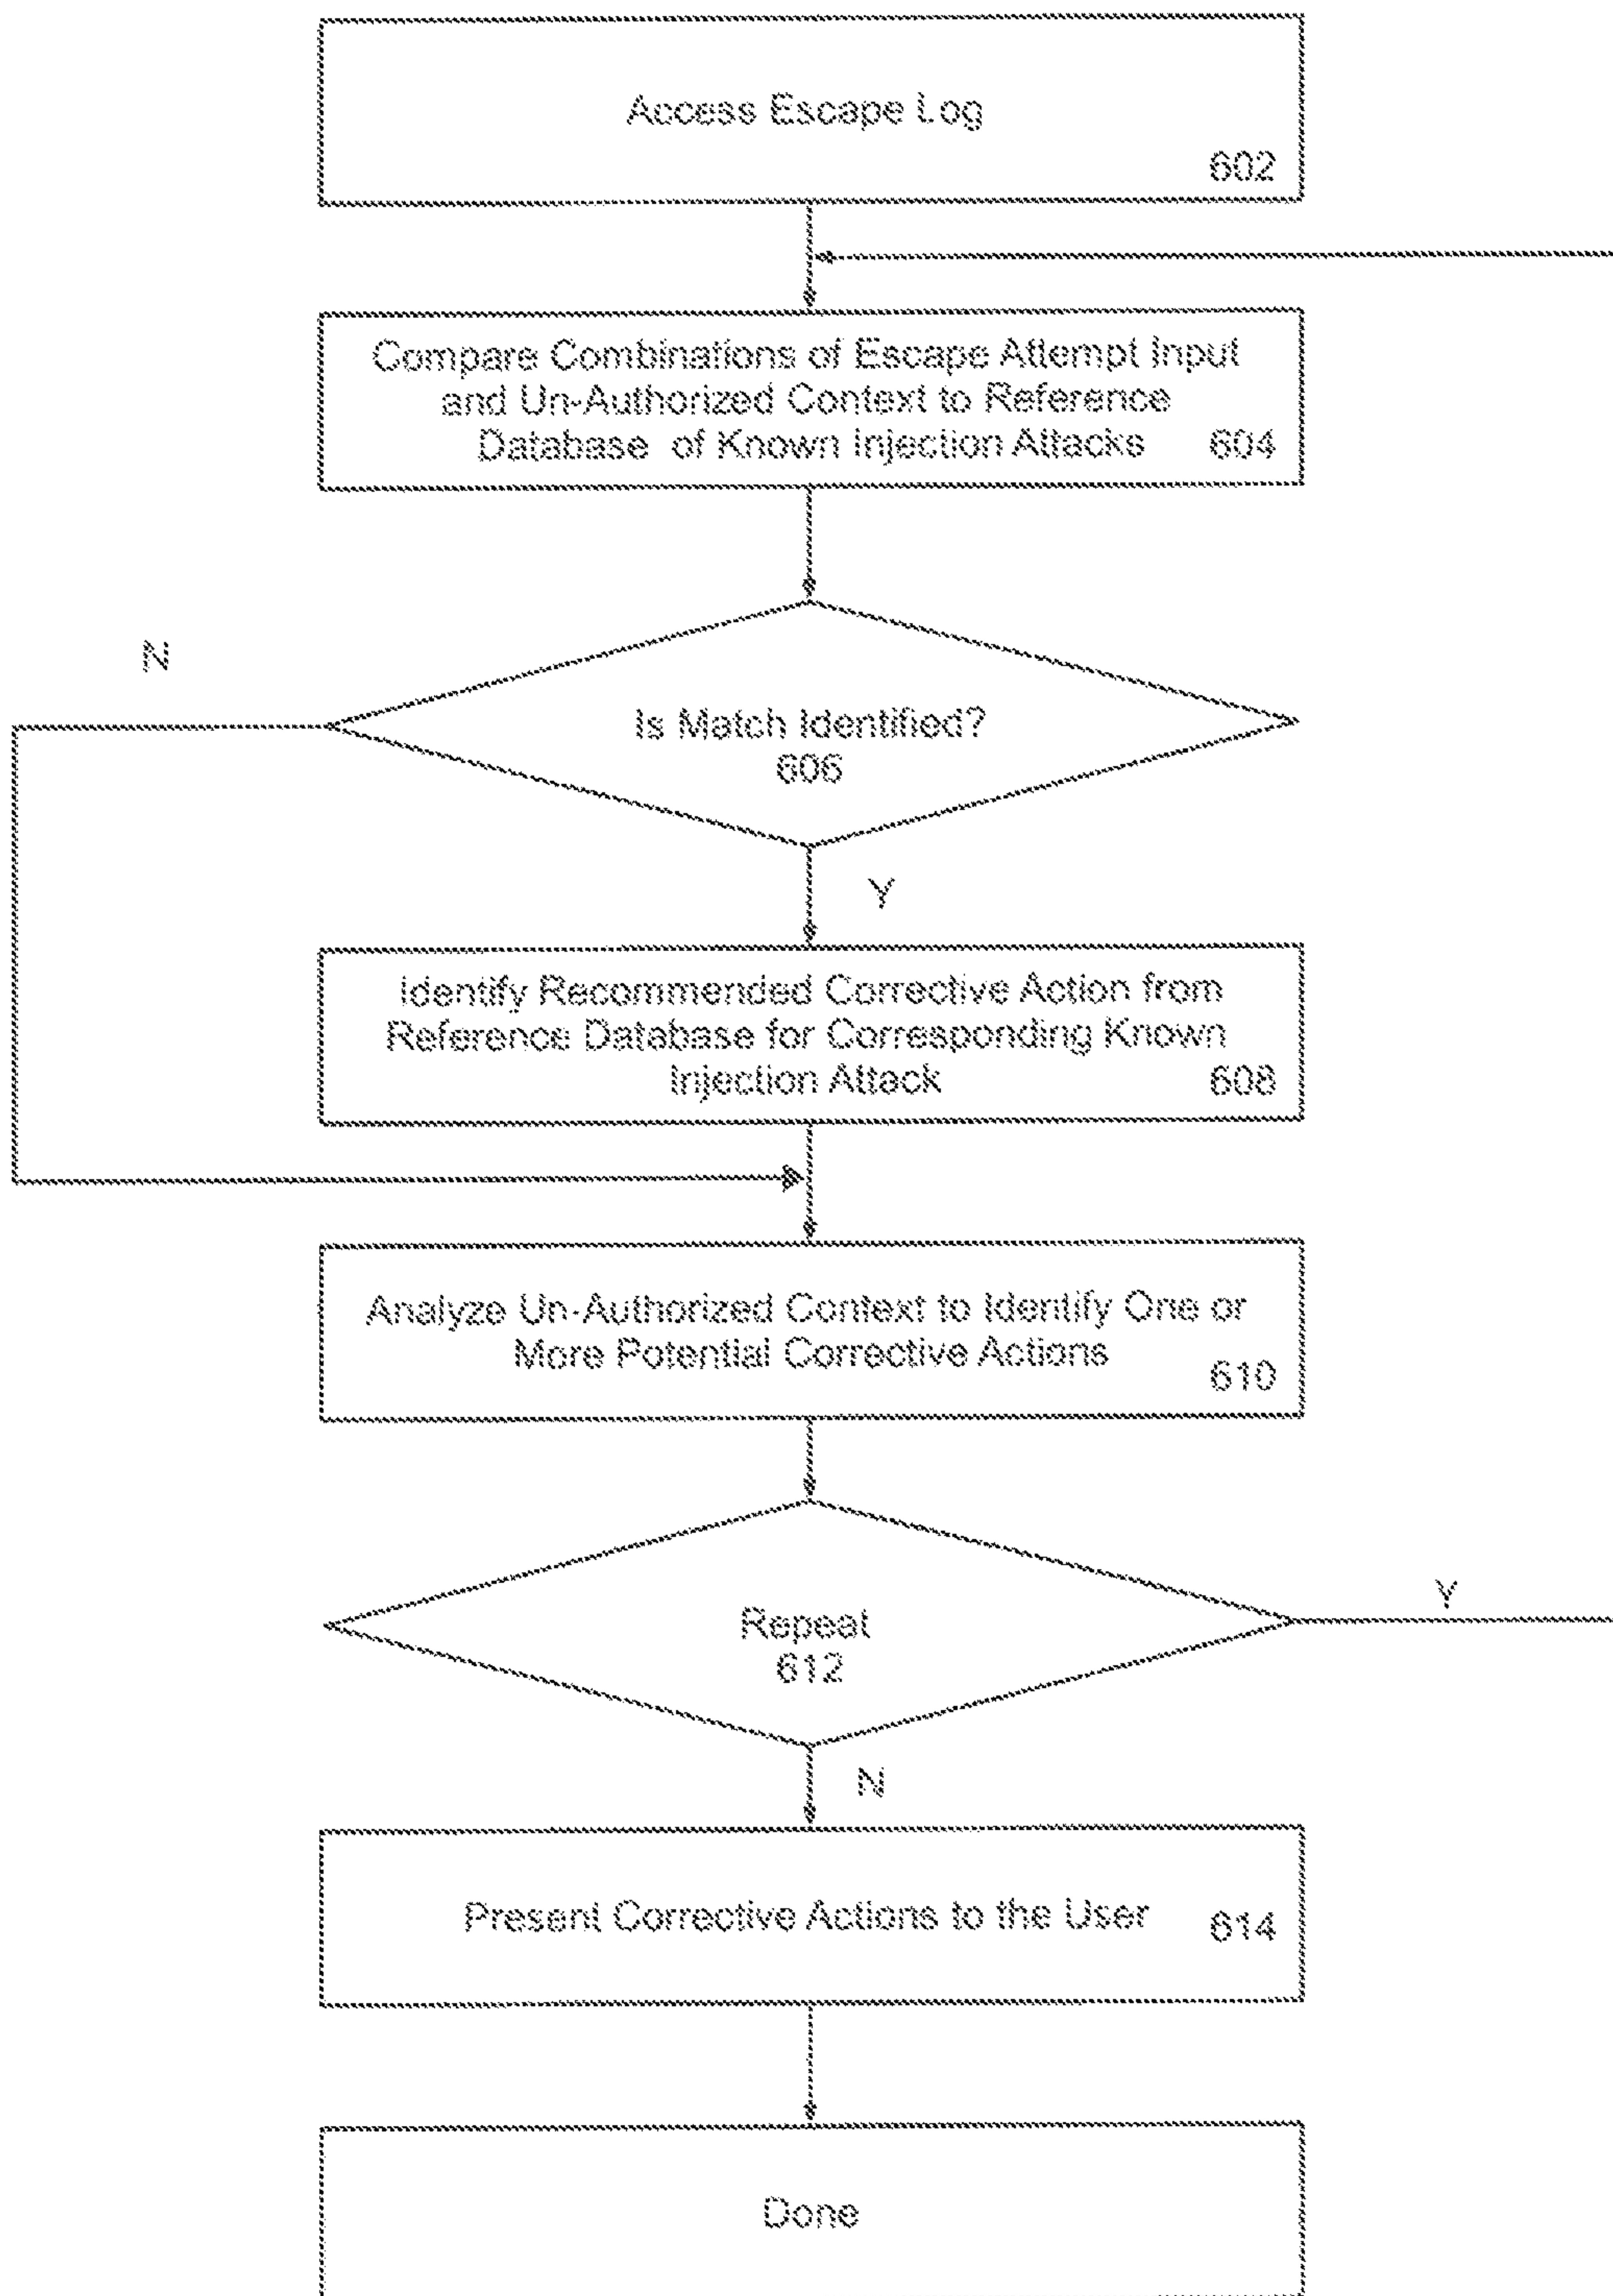 Access Escape Log
602
Compare Combinations of Escape Attempt Input
and Un-Authorized Context to Reference
Database of Known Injection Attacks 604
N
Is Match Identified?
606
Y
Identify Recommended Corrective Action from
Reference Database for Corresponding Known
Injection Attack 608
Analyze Un-Authorized Context to Identify One or
More Potential Corrective Actions
610
Y
Repeat
612
N
Present Corrective Actions to the User 614
Done